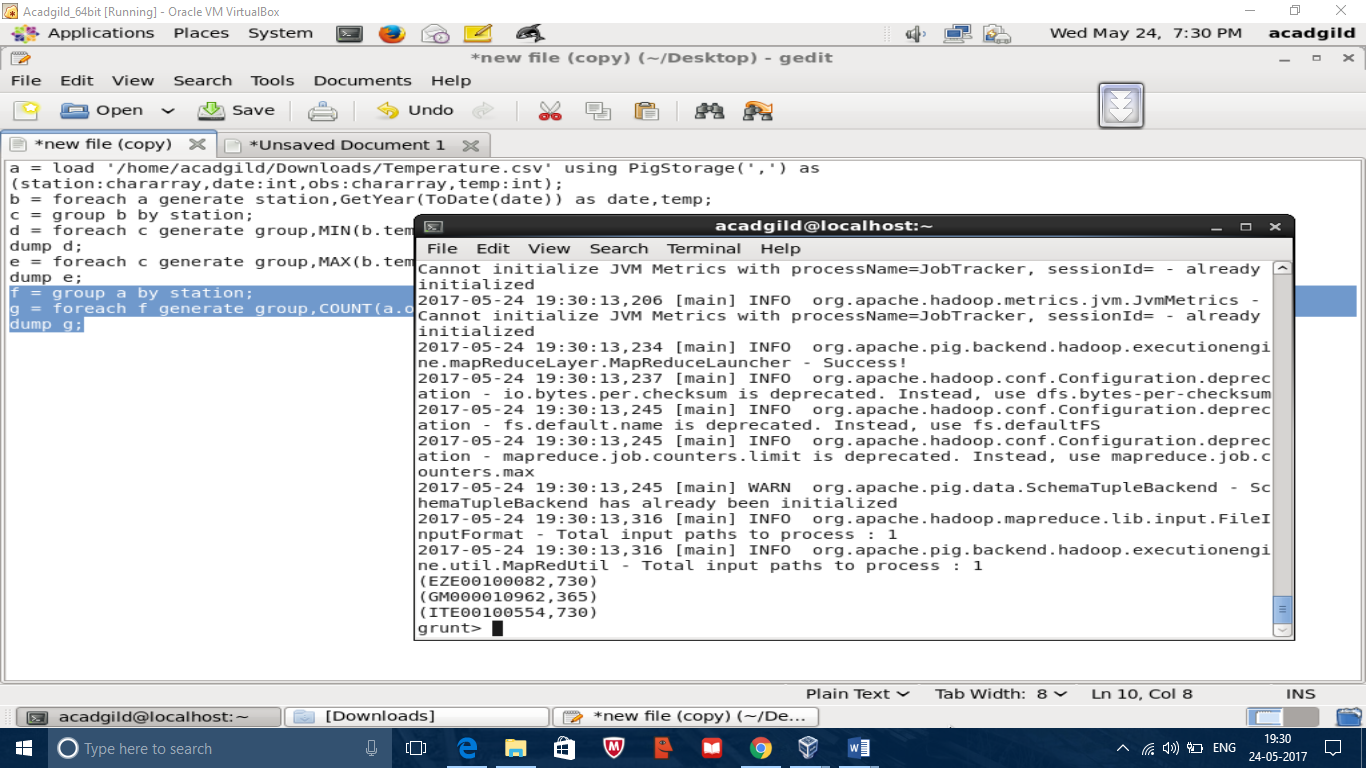 Acadgild_64bit [Running] - Oracle VM VirtualBox
Applications Places System Wed May 24, 7:30 PM acadgild
*new file (copy) (~/Desktop) - gedit
File Edit View Search Tools Documents Help
Open Save Undo
*new file (copy) *Unsaved Document 1
a = load '/home/acadgild/Downloads/Temperature.csv' using PigStorage(',') as
(station:chararray,date:int,obs:chararray,temp:int);
b = foreach a generate station,GetYear(ToDate(date)) as date,temp;
c = group b by station;
d = foreach c generate group,MIN(b.tem
dump d;
e = foreach c generate group,MAX(b.tem
dump e;
f = group a by station;
g = foreach f generate group,COUNT(a.o
dump g;
acadgild@localhost:~
File Edit View Search Terminal Help
Cannot initialize JVM Metrics with processName=JobTracker, sessionId= - already
initialized
2017-05-24 19:30:13,206 [main] INFO  org.apache.hadoop.metrics.jvm.JvmMetrics -
Cannot initialize JVM Metrics with processName=JobTracker, sessionId= - already
initialized
2017-05-24 19:30:13,234 [main] INFO  org.apache.pig.backend.hadoop.executionengi
ne.mapReduceLayer.MapReduceLauncher - Success!
2017-05-24 19:30:13,237 [main] INFO  org.apache.hadoop.conf.Configuration.deprec
ation - io.bytes.per.checksum is deprecated. Instead, use dfs.bytes-per-checksum
2017-05-24 19:30:13,245 [main] INFO  org.apache.hadoop.conf.Configuration.deprec
ation - fs.default.name is deprecated. Instead, use fs.defaultFS
2017-05-24 19:30:13,245 [main] INFO  org.apache.hadoop.conf.Configuration.deprec
ation - mapreduce.job.counters.limit is deprecated. Instead, use mapreduce.job.c
ounters.max
2017-05-24 19:30:13,245 [main] WARN  org.apache.pig.data.SchemaTupleBackend - Sc
hemaTupleBackend has already been initialized
2017-05-24 19:30:13,316 [main] INFO  org.apache.hadoop.mapreduce.lib.input.FileI
nputFormat - Total input paths to process : 1
2017-05-24 19:30:13,316 [main] INFO  org.apache.pig.backend.hadoop.executionengi
ne.util.MapRedUtil - Total input paths to process : 1
(EZE00100082,730)
(GM000010962,365)
(ITE00100554,730)
grunt>
Plain Text Tab Width: 8 Ln 10, Col 8 INS
acadgild@localhost:~ [Downloads] *new file (copy) (~/De...
Type here to search ENG 19:30
24-05-2017